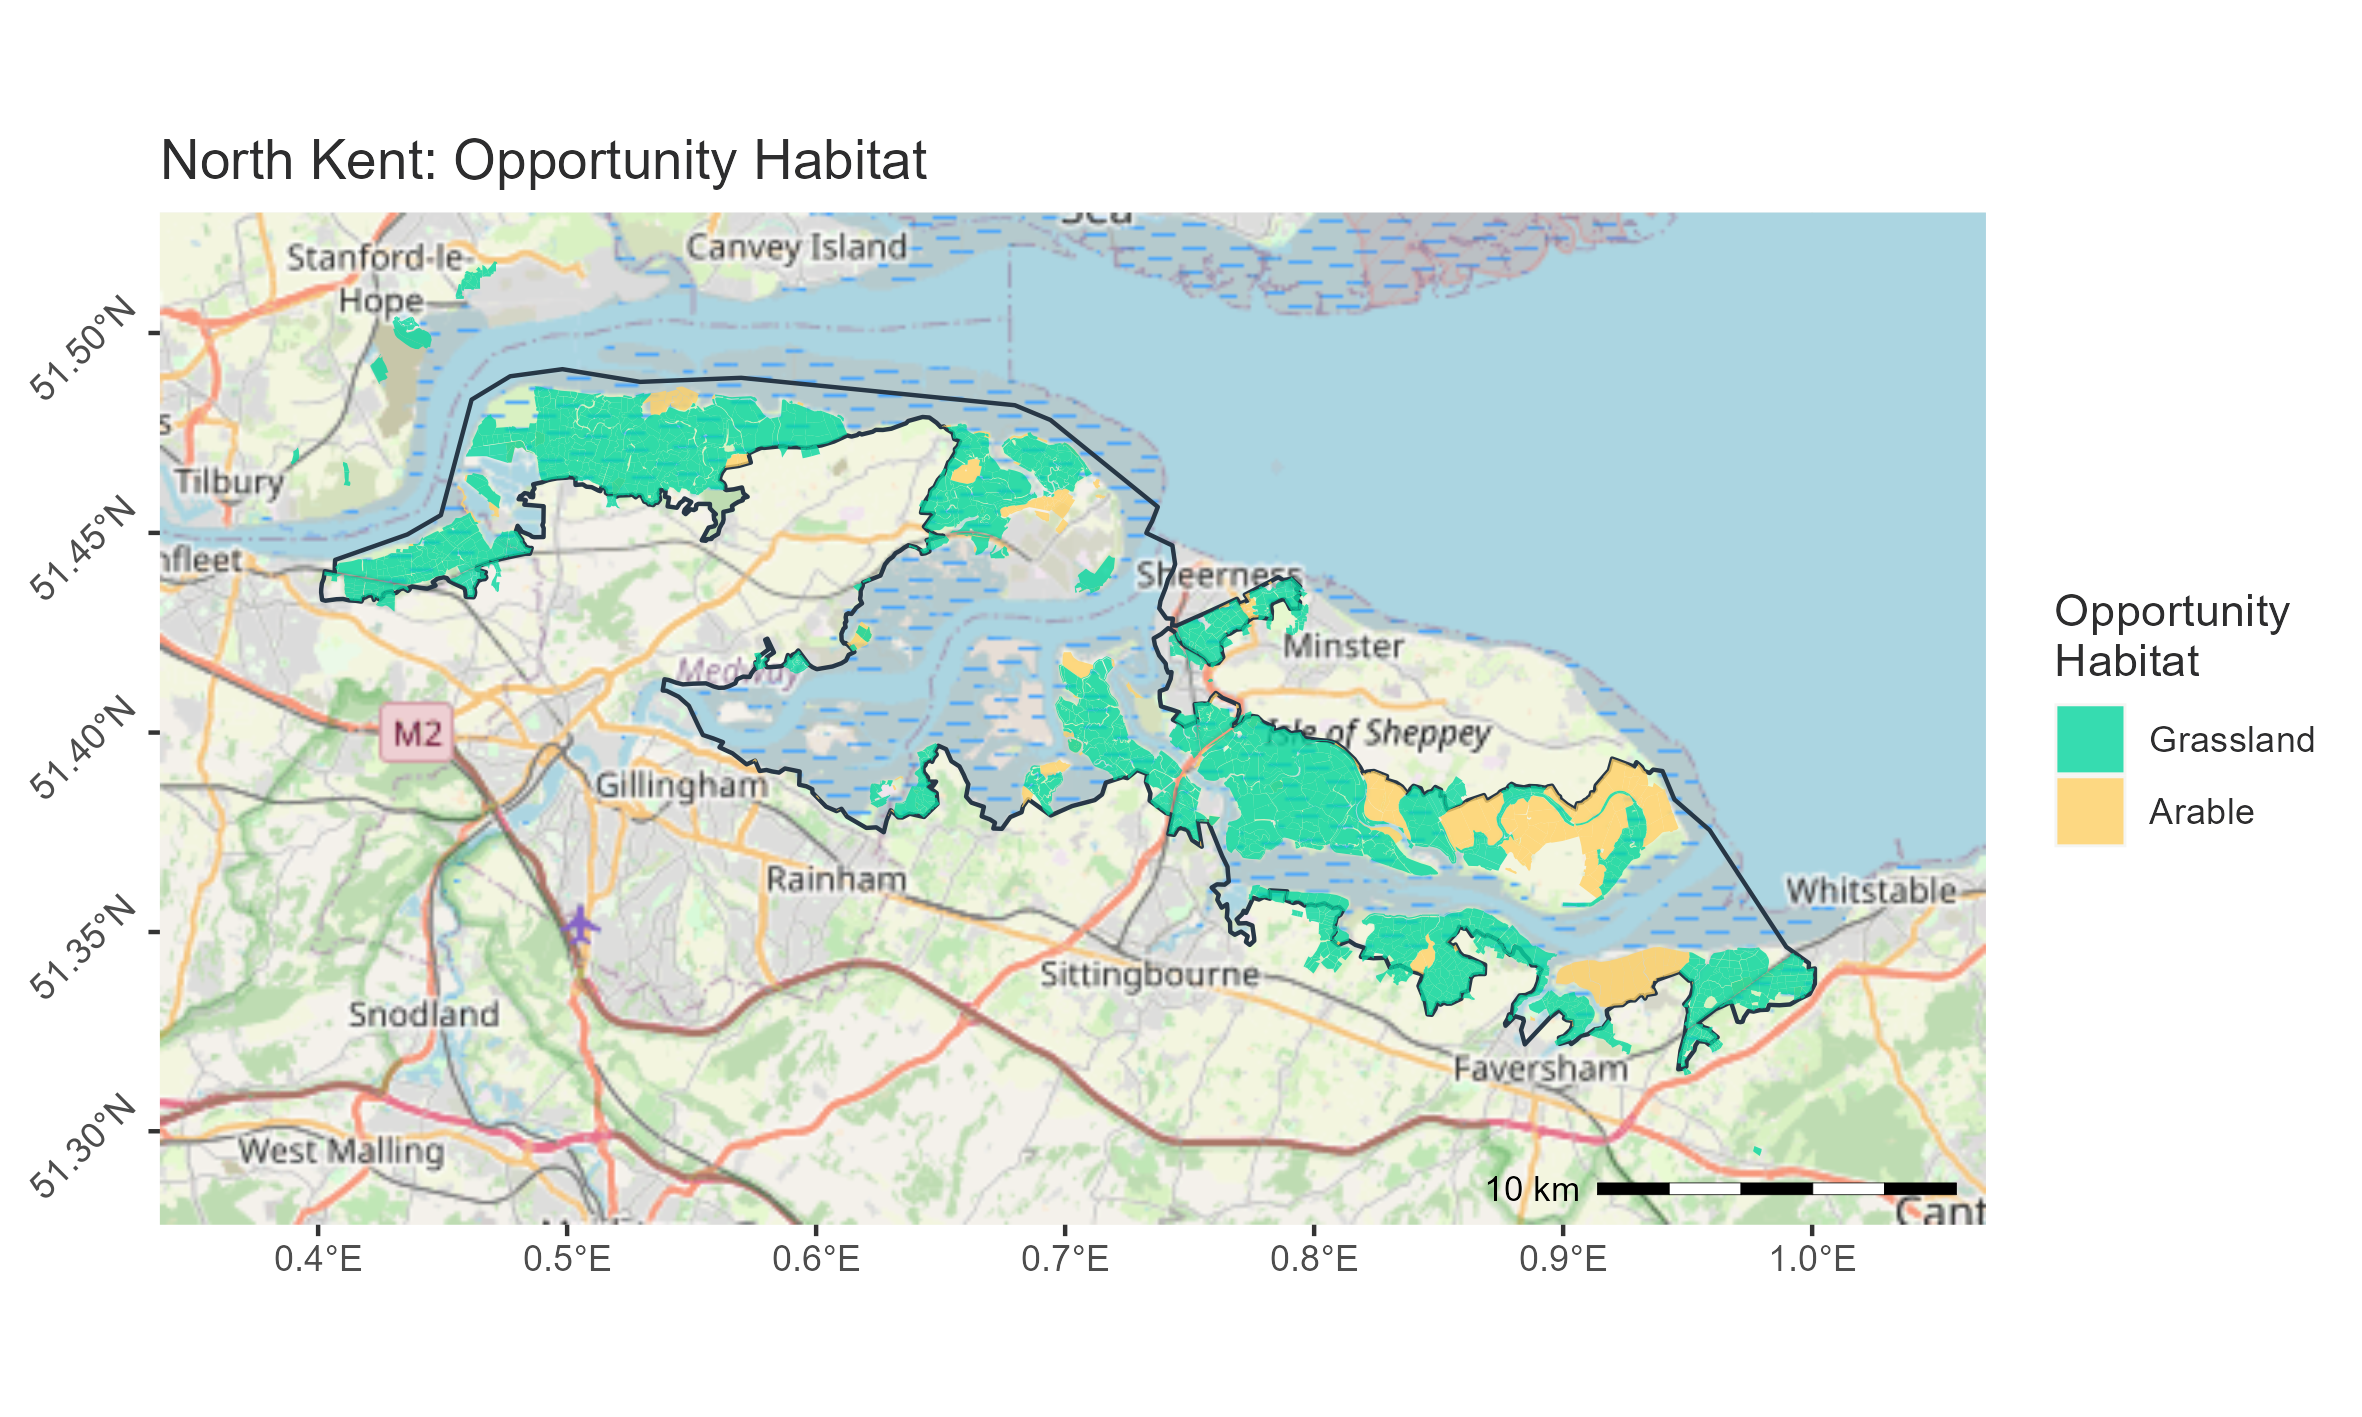 North Kent: Opportunity Habitat
Stanford-le-
Hope
Canvey Island
Tilbury
Sheerness
Minster
Medway
Isle of Sheppey
M2
Gillingham
Rainham
Whitstable
Sittingbourne
Snodland
Faversham
West Malling
10 km
51.50°N
51.45°N
51.40°N
51.35°N
51.30°N
0.4°E
0.5°E
0.6°E
0.7°E
0.8°E
0.9°E
1.0°E
Opportunity
Habitat
Grassland
Arable